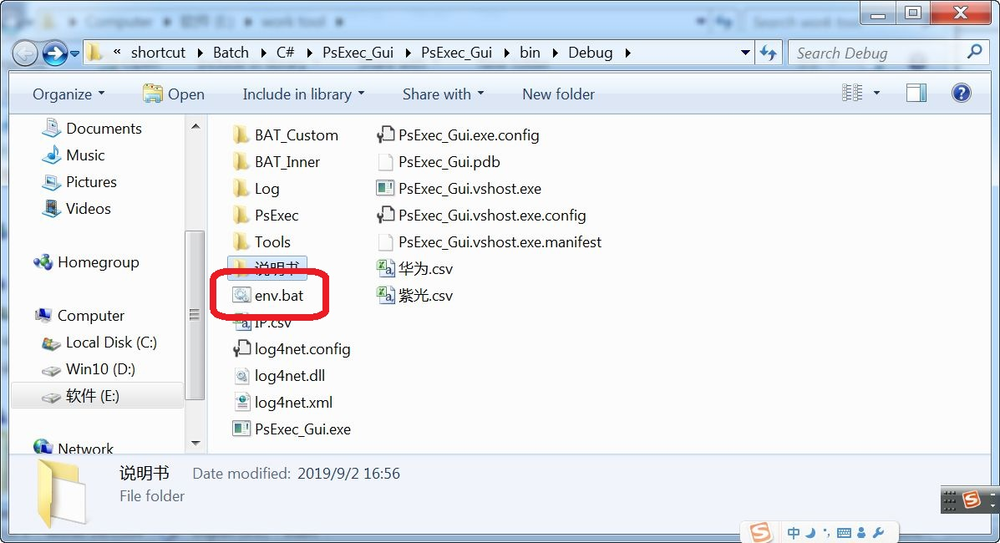 « shortcut Batch C# PsExec_Gui PsExec_Gui bin Debug
Search Debug
Organize Open Include in library Share with New folder
Documents
Music
Pictures
Videos
Homegroup
Computer
Local Disk (C:)
Win10 (D:)
软件 (E:)
Network
BAT_Custom
BAT_Inner
Log
PsExec
Tools
说明书
env.bat
IP.csv
log4net.config
log4net.dll
log4net.xml
PsExec_Gui.exe
PsExec_Gui.exe.config
PsExec_Gui.pdb
PsExec_Gui.vshost.exe
PsExec_Gui.vshost.exe.config
PsExec_Gui.vshost.exe.manifest
华为.csv
紫光.csv
说明书 Date modified: 2019/9/2 16:56
File folder
中